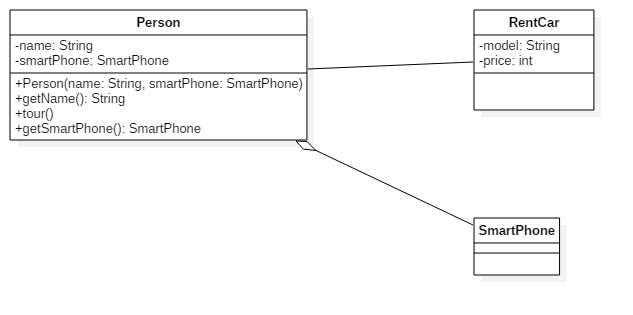 Person
-name: String
-smartPhone: SmartPhone
+Person(name: String, smartPhone: SmartPhone)
+getName(): String
+tour()
+getSmartPhone(): SmartPhone
RentCar
-model: String
-price: int
SmartPhone